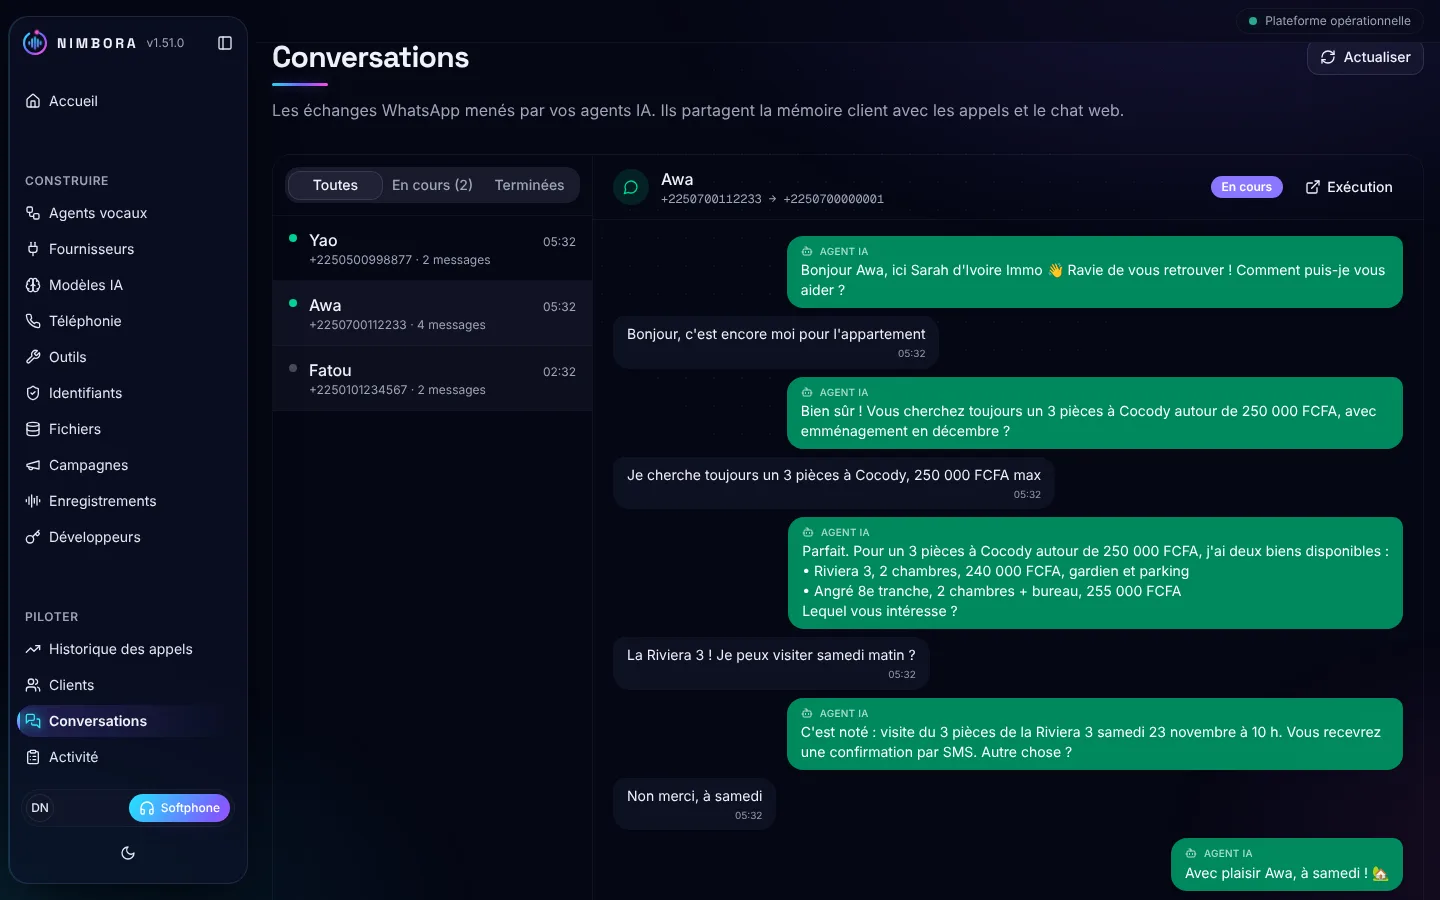 NIMBORA v1.51.0
Accueil
CONSTRUIRE
Agents vocaux
Fournisseurs
Modèles IA
Téléphonie
Outils
Identifiants
Fichiers
Campagnes
Enregistrements
Développeurs
PILOTER
Historique des appels
Clients
Conversations
Activité
DN
Softphone
Plateforme opérationnelle
Conversations
Actualiser
Les échanges WhatsApp menés par vos agents IA. Ils partagent la mémoire client avec les appels et le chat web.
Toutes
En cours (2)
Terminées
Yao
05:32
+2250500998877 · 2 messages
Awa
05:32
+2250700112233 · 4 messages
Fatou
02:32
+2250101234567 · 2 messages
Awa
+2250700112233 → +2250700000001
En cours
Exécution
AGENT IA
Bonjour Awa, ici Sarah d'Ivoire Immo 👋 Ravie de vous retrouver ! Comment puis-je vous
aider ?
Bonjour, c'est encore moi pour l'appartement
05:32
AGENT IA
Bien sûr ! Vous cherchez toujours un 3 pièces à Cocody autour de 250 000 FCFA, avec
emménagement en décembre ?
Je cherche toujours un 3 pièces à Cocody, 250 000 FCFA max
05:32
AGENT IA
Parfait. Pour un 3 pièces à Cocody autour de 250 000 FCFA, j'ai deux biens disponibles :
• Riviera 3, 2 chambres, 240 000 FCFA, gardien et parking
• Angré 8e tranche, 2 chambres + bureau, 255 000 FCFA
Lequel vous intéresse ?
La Riviera 3 ! Je peux visiter samedi matin ?
05:32
AGENT IA
C'est noté : visite du 3 pièces de la Riviera 3 samedi 23 novembre à 10 h. Vous recevrez
une confirmation par SMS. Autre chose ?
Non merci, à samedi
05:32
AGENT IA
Avec plaisir Awa, à samedi ! 🏡